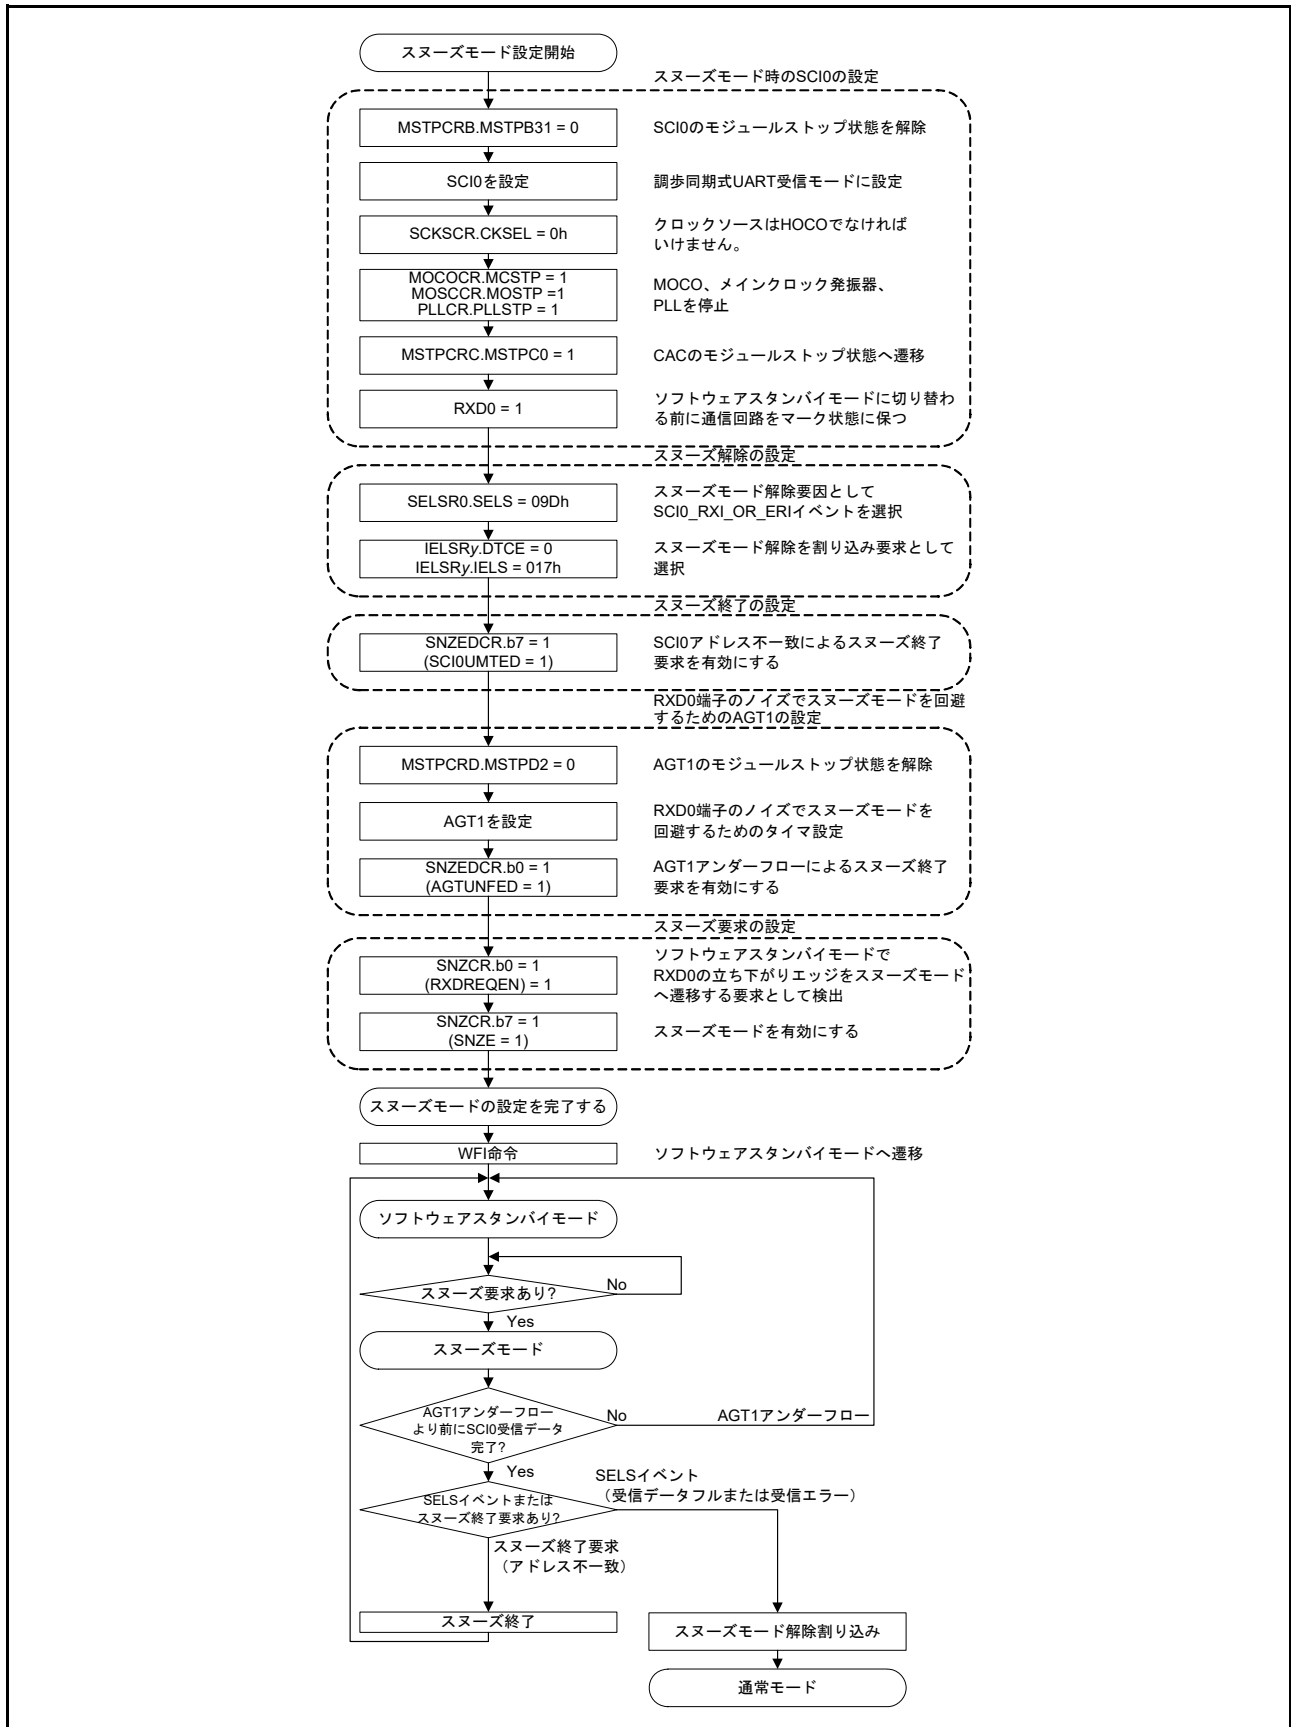 スヌーズモード設定開始
スヌーズモード時のSCI0の設定
MSTPCRB.MSTPB31 = 0
SCI0のモジュールストップ状態を解除
SCI0を設定
調歩同期式UART受信モードに設定
SCKSCR.CKSEL = 0h
クロックソースはHOCOでなければ
いけません。
MOCOCR.MCSTP = 1
MOSCCR.MOSTP =1
PLLCR.PLLSTP = 1
MOCO、メインクロック発振器、
PLLを停止
MSTPCRC.MSTPC0 = 1
CACのモジュールストップ状態へ遷移
RXD0 = 1
ソフトウェアスタンバイモードに切り替わ
る前に通信回路をマーク状態に保つ
スヌーズ解除の設定
SELSR0.SELS = 09Dh
スヌーズモード解除要因として
SCI0_RXI_OR_ERIイベントを選択
IELSRy.DTCE = 0
IELSRy.IELS = 017h
スヌーズモード解除を割り込み要求として
選択
スヌーズ終了の設定
SNZEDCR.b7 = 1
(SCI0UMTED = 1)
SCI0アドレス不一致によるスヌーズ終了
要求を有効にする
RXD0端子のノイズでスヌーズモードを回避
するためのAGT1の設定
MSTPCRD.MSTPD2 = 0
AGT1のモジュールストップ状態を解除
AGT1を設定
RXD0端子のノイズでスヌーズモードを
回避するためのタイマ設定
SNZEDCR.b0 = 1
(AGTUNFED = 1)
AGT1アンダーフローによるスヌーズ終了
要求を有効にする
スヌーズ要求の設定
SNZCR.b0 = 1
(RXDREQEN) = 1
ソフトウェアスタンバイモードで
RXD0の立ち下がりエッジをスヌーズモード
へ遷移する要求として検出
SNZCR.b7 = 1
(SNZE = 1)
スヌーズモードを有効にする
スヌーズモードの設定を完了する
WFI命令
ソフトウェアスタンバイモードへ遷移
ソフトウェアスタンバイモード
スヌーズ要求あり?
No
Yes
スヌーズモード
AGT1アンダーフロー
より前にSCI0受信データ
完了?
No
AGT1アンダーフロー
Yes
SELSイベント
（受信データフルまたは受信エラー）
SELSイベントまたは
スヌーズ終了要求あり?
スヌーズ終了要求
（アドレス不一致）
スヌーズ終了
スヌーズモード解除割り込み
通常モード